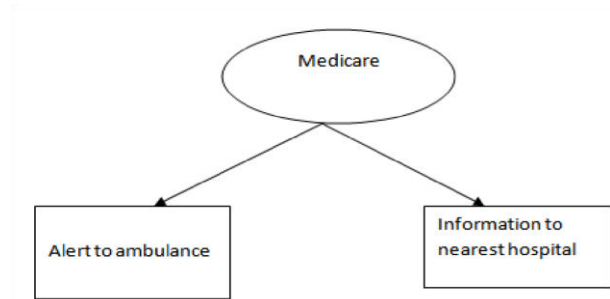 Medicare
Alert to ambulance
Information to
nearest hospital